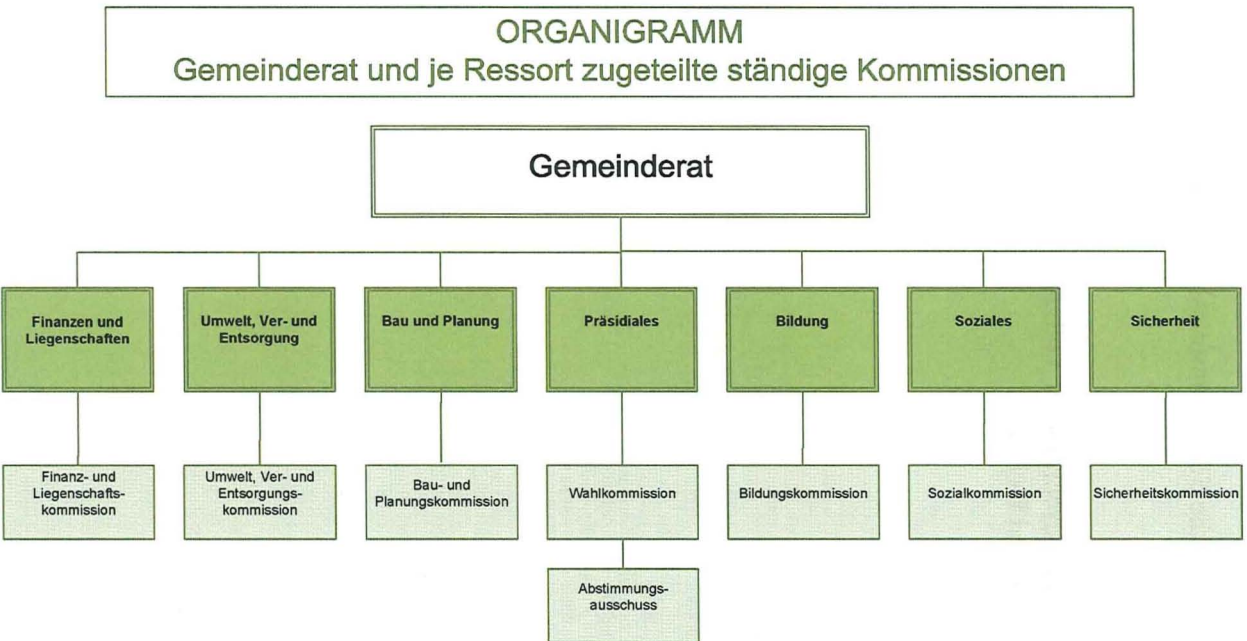 ORGANIGRAMM
Gemeinderat und je Ressort zugeteilte ständige Kommissionen
Gemeinderat
Finanzen und
Liegenschaften
Umwelt, Ver- und
Entsorgung
Bau und Planung
Präsidiales
Bildung
Soziales
Sicherheit
Finanz- und
Liegenschafts-
kommission
Umwelt, Ver- und
Entsorgungs-
kommission
Bau- und
Planungskommission
Wahlkommission
Bildungskommission
Sozialkommission
Sicherheitskommission
Abstimmungs-
ausschuss